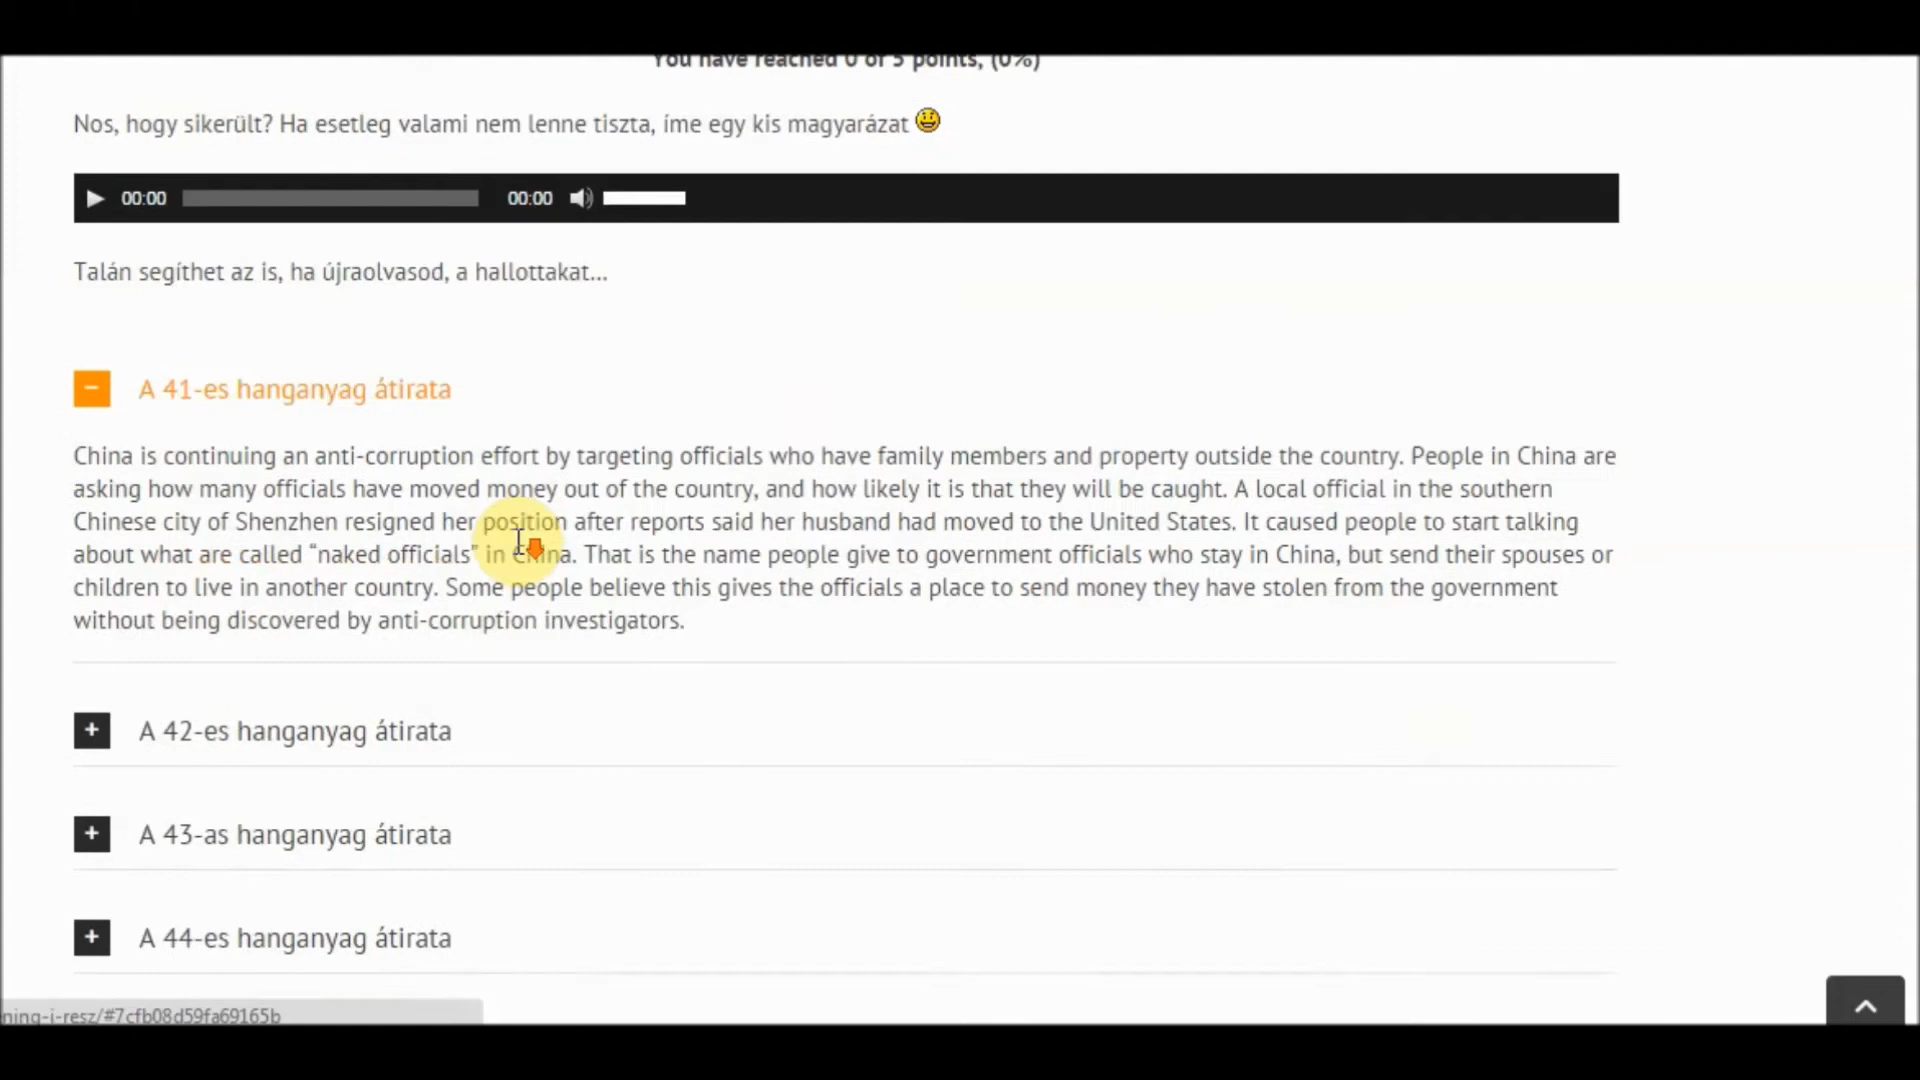 You have reached 0 of 5 points, (0%)
Nos, hogy sikerült? Ha esetleg valami nem lenne tiszta, íme egy kis magyarázat
00:00 00:00
Talán segíthet az is, ha újraolvasod, a hallottakat...
A 41-es hanganyag átirata
China is continuing an anti-corruption effort by targeting officials who have family members and property outside the country. People in China are
asking how many officials have moved money out of the country, and how likely it is that they will be caught. A local official in the southern
Chinese city of Shenzhen resigned her position after reports said her husband had moved to the United States. It caused people to start talking
about what are called “naked officials” in China. That is the name people give to government officials who stay in China, but send their spouses or
children to live in another country. Some people believe this gives the officials a place to send money they have stolen from the government
without being discovered by anti-corruption investigators.
A 42-es hanganyag átirata
A 43-as hanganyag átirata
A 44-es hanganyag átirata
ning-i-resz/#7cfb08d59fa69165b